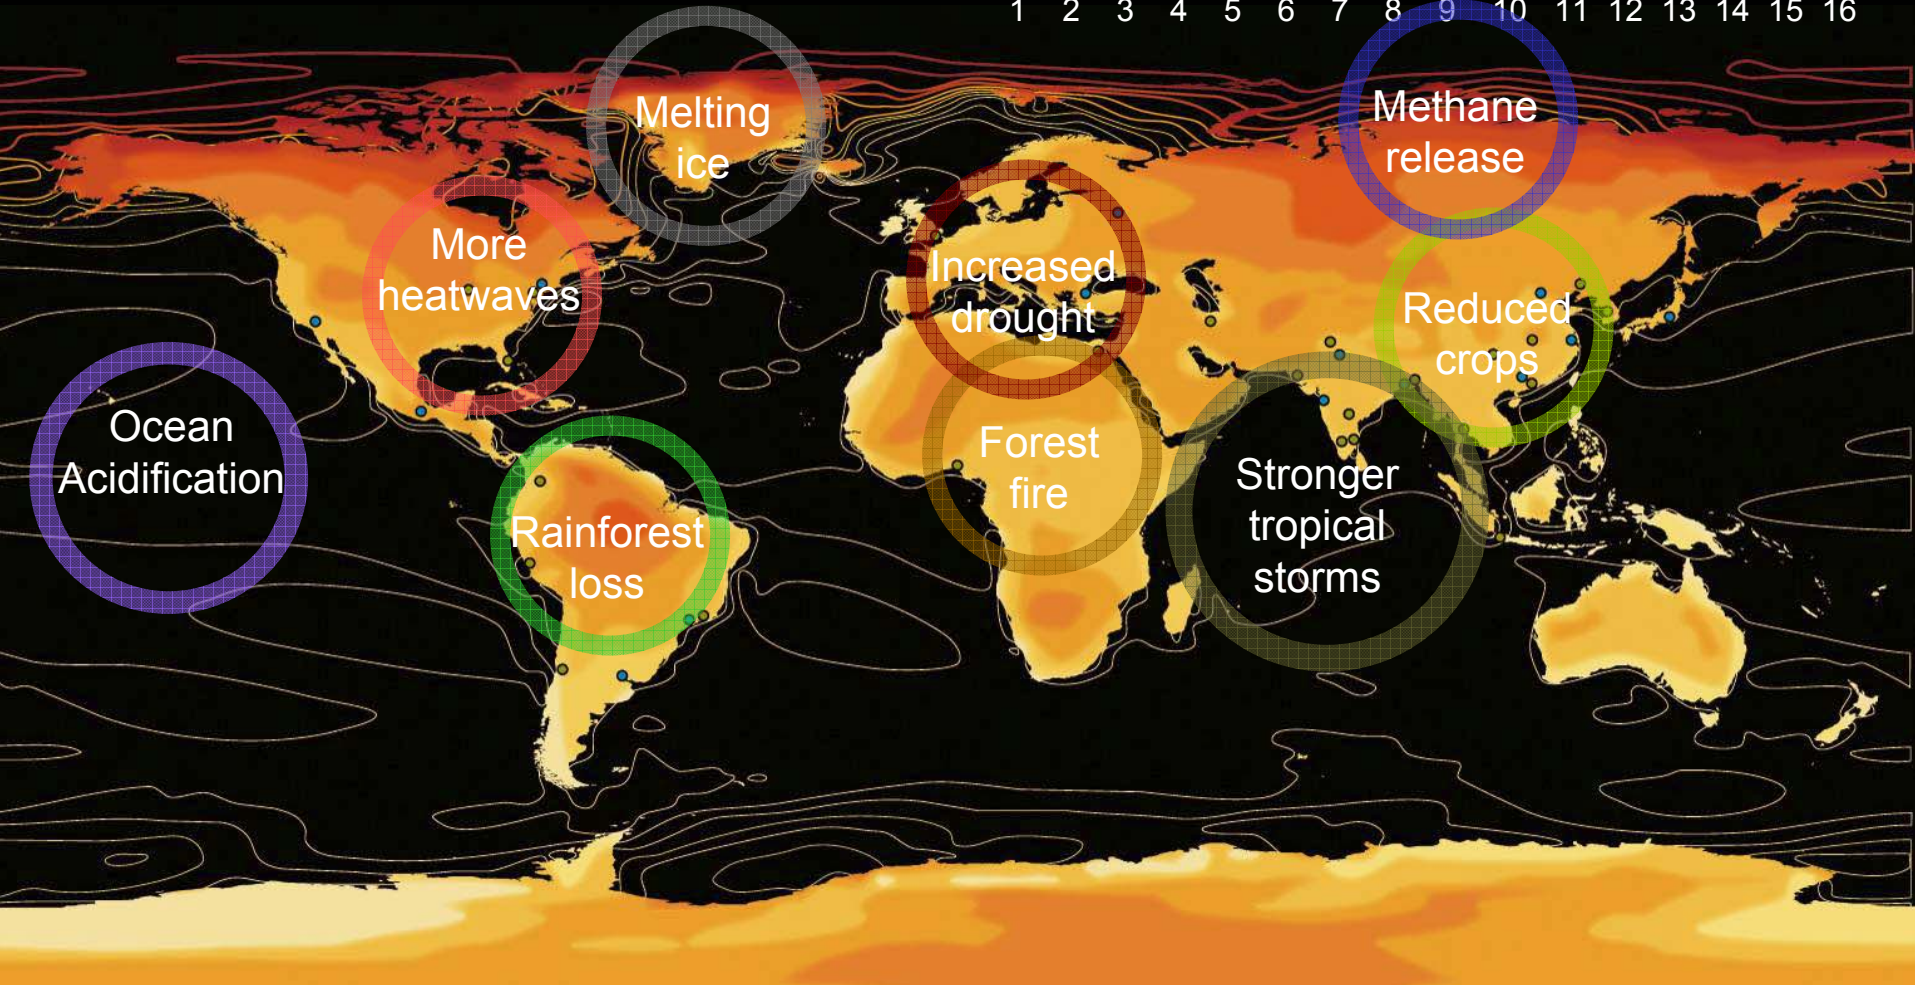 1 2 3 4 5 6 7 8 9 10 11 12 13 14 15 16
Melting
ice
Methane
release
More
heatwaves
Increased
drought
Reduced
crops
Ocean
Acidification
Forest
fire
Stronger
tropical
storms
Rainforest
loss